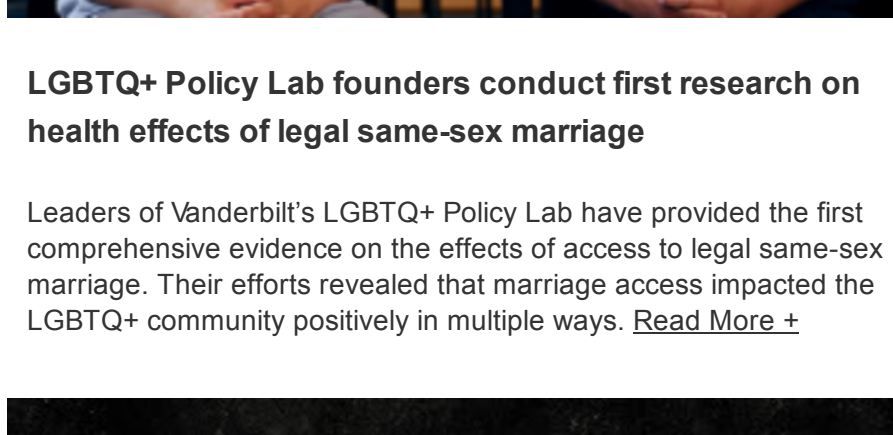 LGBTQ+ Policy Lab founders conduct first research on
health effects of legal same-sex marriage
Leaders of Vanderbilt’s LGBTQ+ Policy Lab have provided the first
comprehensive evidence on the effects of access to legal same-sex
marriage. Their efforts revealed that marriage access impacted the
LGBTQ+ community positively in multiple ways. Read More +